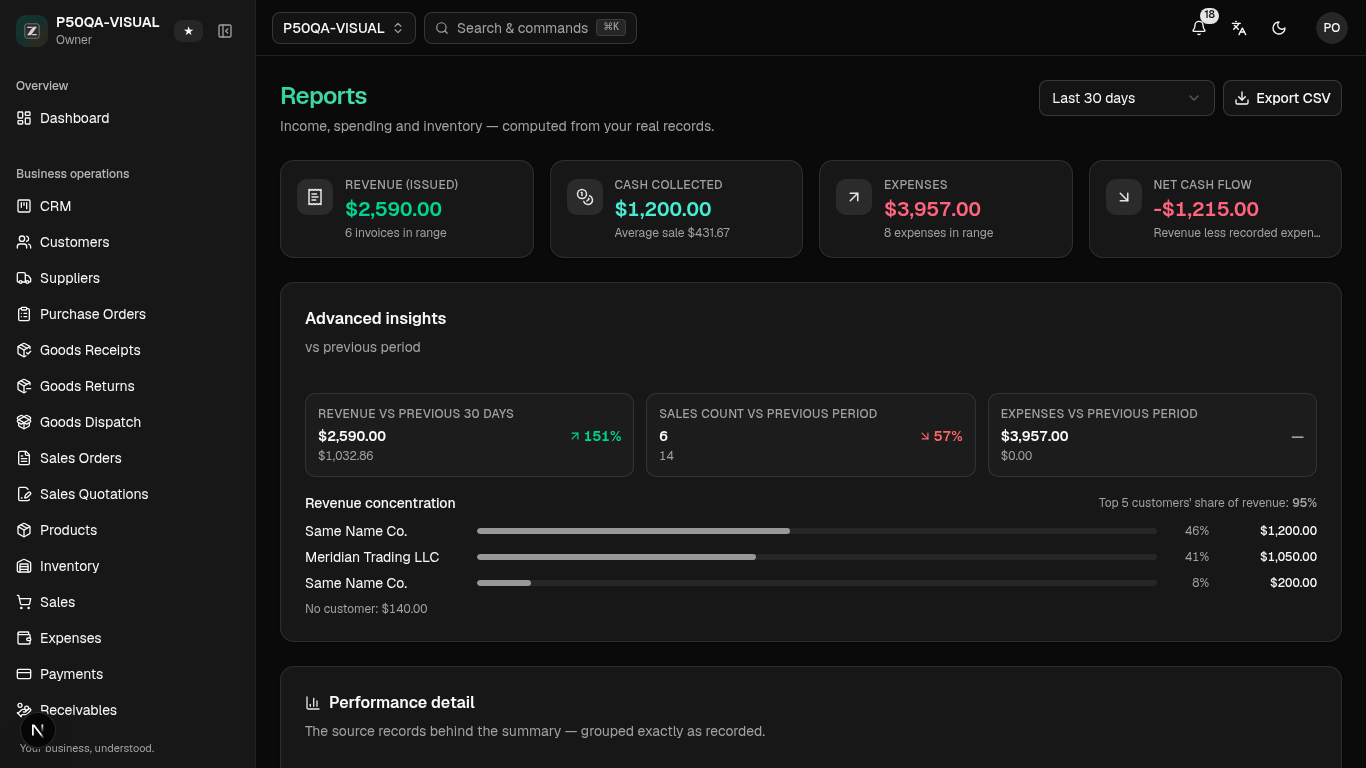 P50QA-VISUAL
Owner
P50QA-VISUAL
Search & commands
⌘K
18
PO
Overview
Dashboard
Business operations
CRM
Customers
Suppliers
Purchase Orders
Goods Receipts
Goods Returns
Goods Dispatch
Sales Orders
Sales Quotations
Products
Inventory
Sales
Expenses
Payments
Receivables
N
Your business, understood.
Reports
Income, spending and inventory — computed from your real records.
Last 30 days
Export CSV
REVENUE (ISSUED)
$2,590.00
6 invoices in range
CASH COLLECTED
$1,200.00
Average sale $431.67
EXPENSES
$3,957.00
8 expenses in range
NET CASH FLOW
-$1,215.00
Revenue less recorded expen…
Advanced insights
vs previous period
REVENUE VS PREVIOUS 30 DAYS
$2,590.00 151%
$1,032.86
SALES COUNT VS PREVIOUS PERIOD
6 57%
14
EXPENSES VS PREVIOUS PERIOD
$3,957.00 —
$0.00
Revenue concentration Top 5 customers' share of revenue: 95%
Same Name Co. 46% $1,200.00
Meridian Trading LLC 41% $1,050.00
Same Name Co. 8% $200.00
No customer: $140.00
Performance detail
The source records behind the summary — grouped exactly as recorded.